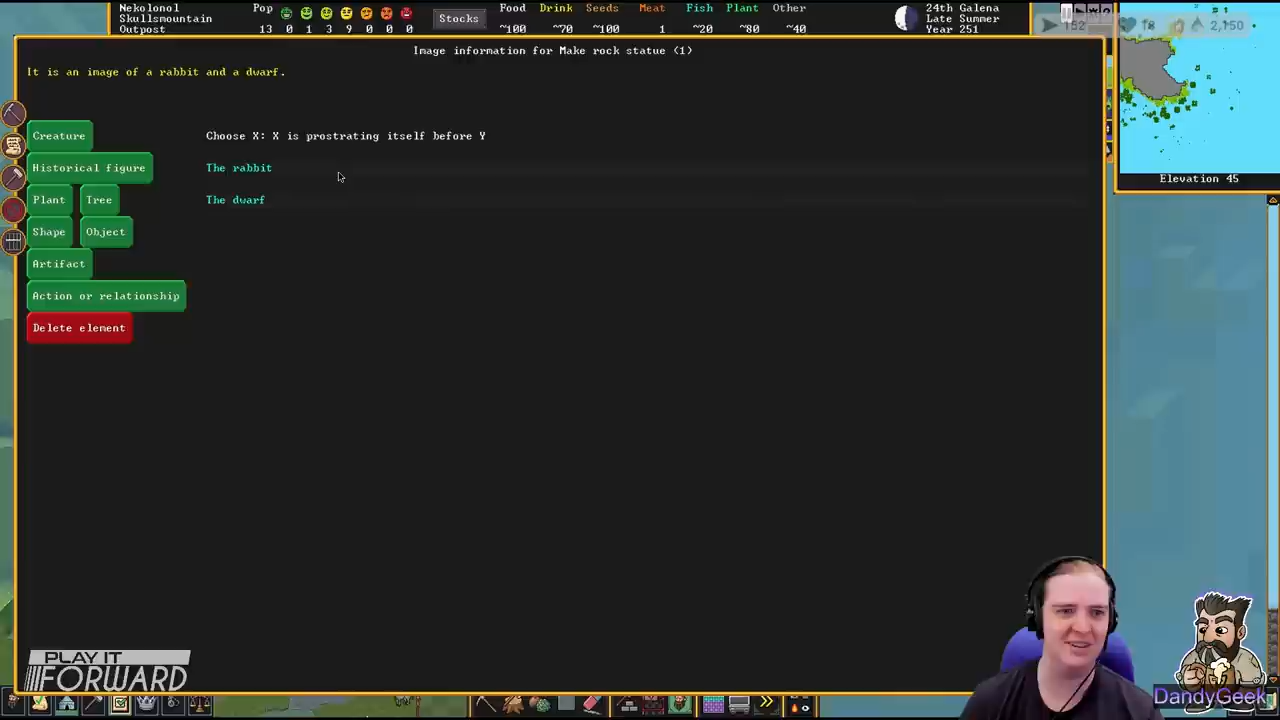 Nekolonol
Skullsmountain
Outpost
Pop
13 0 1 3 9 0 0 0
Stocks
Food Drink Seeds Meat Fish Plant Other
~100 ~70 ~100 1 ~20 ~80 ~40
24th Galena
Late Summer
Year 251
152 18 2,150
Image information for Make rock statue (1)
It is an image of a rabbit and a dwarf.
Creature
Choose X: X is prostrating itself before Y
Historical figure
The rabbit
Plant Tree
The dwarf
Shape Object
Artifact
Action or relationship
Delete element
Elevation 45
PLAY IT
FORWARD
DandyGeek